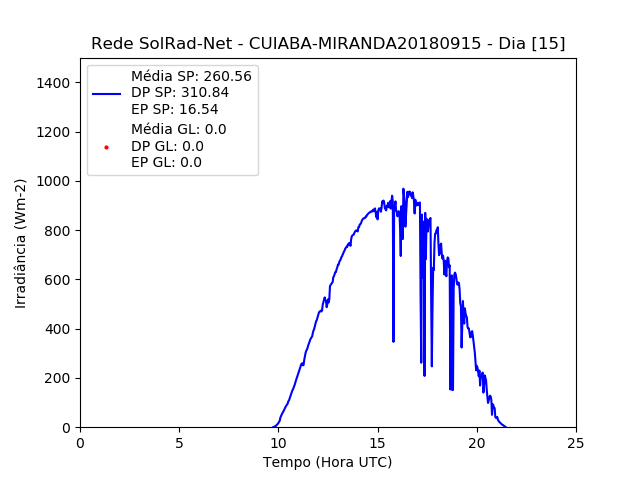 Rede SolRad-Net - CUIABA-MIRANDA20180915 - Dia [15]
Média SP: 260.56
DP SP: 310.84
EP SP: 16.54
Média GL: 0.0
DP GL: 0.0
EP GL: 0.0
1400
1200
1000
800
600
400
200
0
Irradiância (Wm-2)
0 5 10 15 20 25
Tempo (Hora UTC)